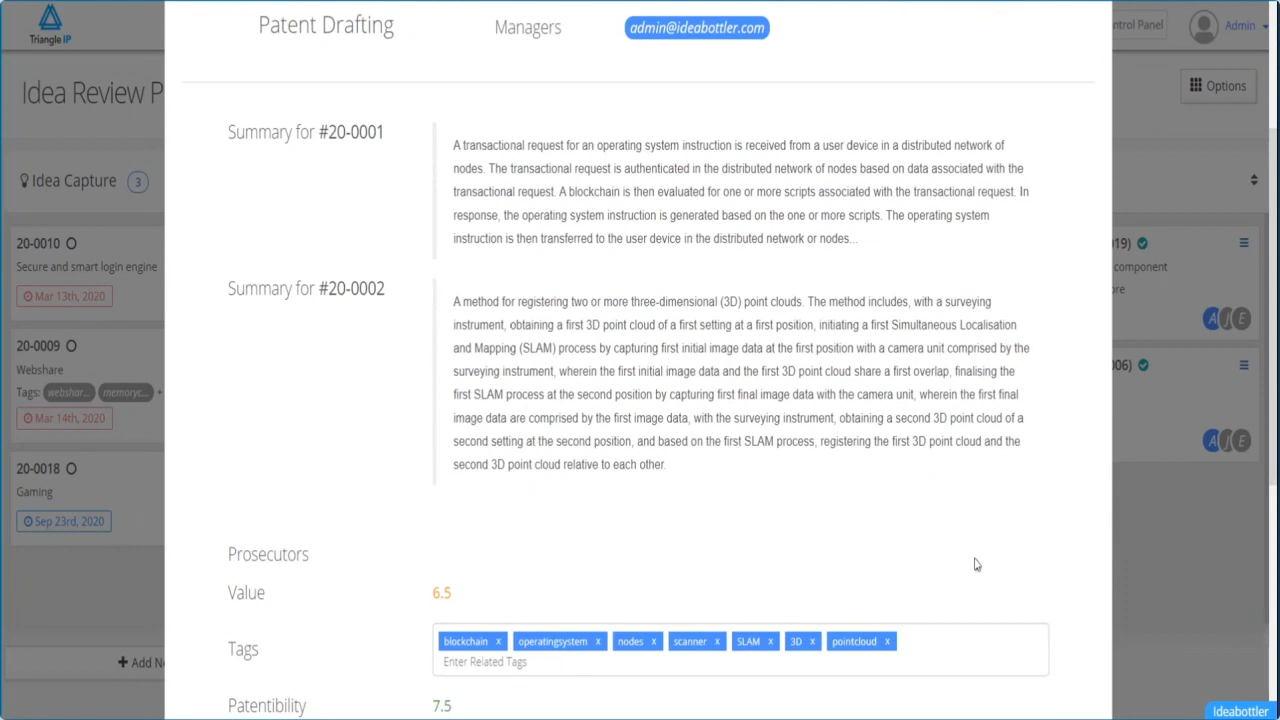 Triangle IP
Patent Drafting
Managers
admin@ideabottler.com
ntrol Panel
Admin
Idea Review P
Options
Idea Capture 3
20-0010
Secure and smart login engine
Mar 13th, 2020
20-0009
Webshare
Tags: webshar... memoryc... +
Mar 14th, 2020
20-0018
Gaming
Sep 23rd, 2020
+ Add Ne
Summary for #20-0001
A transactional request for an operating system instruction is received from a user device in a distributed network of
nodes. The transactional request is authenticated in the distributed network of nodes based on data associated with the
transactional request. A blockchain is then evaluated for one or more scripts associated with the transactional request. In
response, the operating system instruction is generated based on the one or more scripts. The operating system
instruction is then transferred to the user device in the distributed network or nodes...
Summary for #20-0002
A method for registering two or more three-dimensional (3D) point clouds. The method includes, with a surveying
instrument, obtaining a first 3D point cloud of a first setting at a first position, initiating a first Simultaneous Localisation
and Mapping (SLAM) process by capturing first initial image data at the first position with a camera unit comprised by the
surveying instrument, wherein the first initial image data and the first 3D point cloud share a first overlap, finalising the
first SLAM process at the second position by capturing first final image data with the camera unit, wherein the first final
image data are comprised by the first image data, with the surveying instrument, obtaining a second 3D point cloud of a
second setting at the second position, and based on the first SLAM process, registering the first 3D point cloud and the
second 3D point cloud relative to each other.
Prosecutors
Value
6.5
Tags
blockchain x operatingsystem x nodes x scanner x SLAM x 3D x pointcloud x
Enter Related Tags
Patentibility
7.5
19)
component
ore
A J E
06)
A J E
Ideabottler